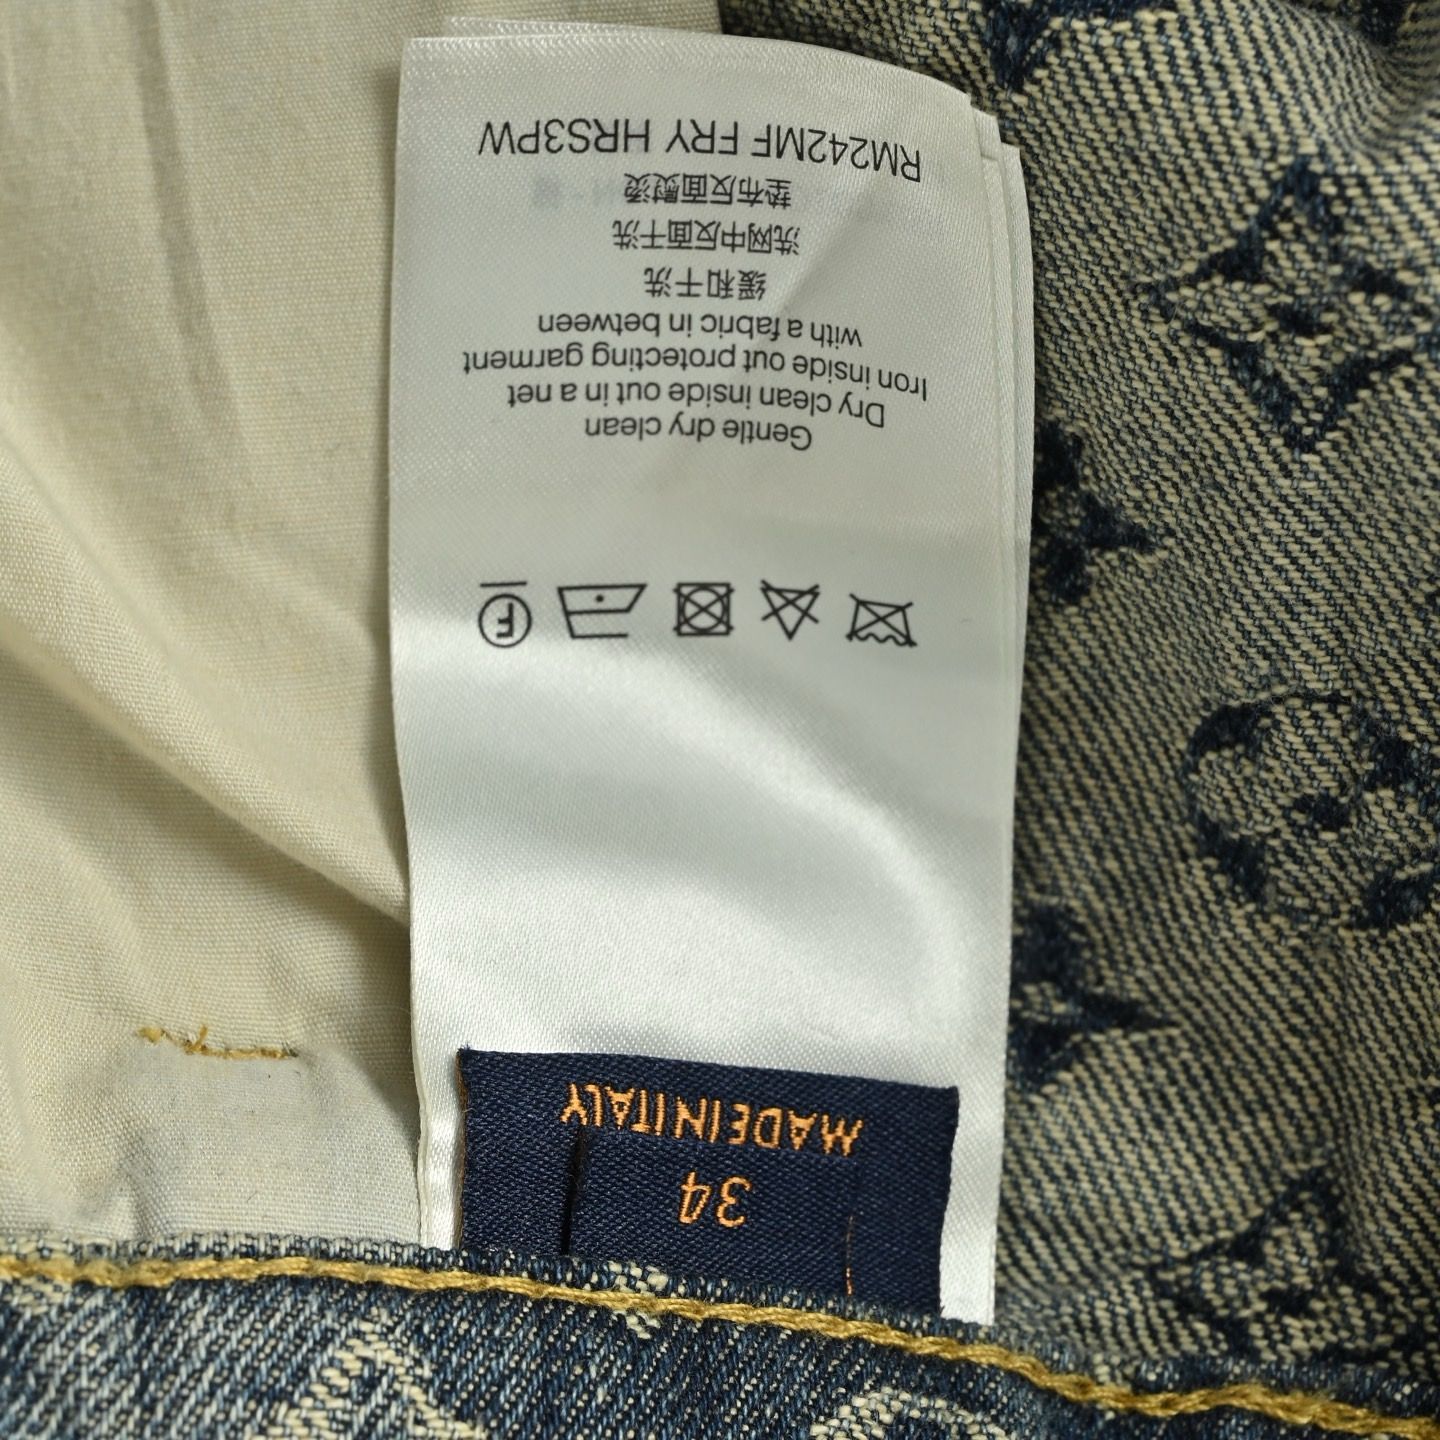 34
MADE IN ITALY
F
Gentle dry clean
Dry clean inside out in a net
Iron inside out protecting garment
with a fabric in between
缓和干洗
洗网中反面干洗
垫布反面熨烫
RM242MF FRY HRS3PW